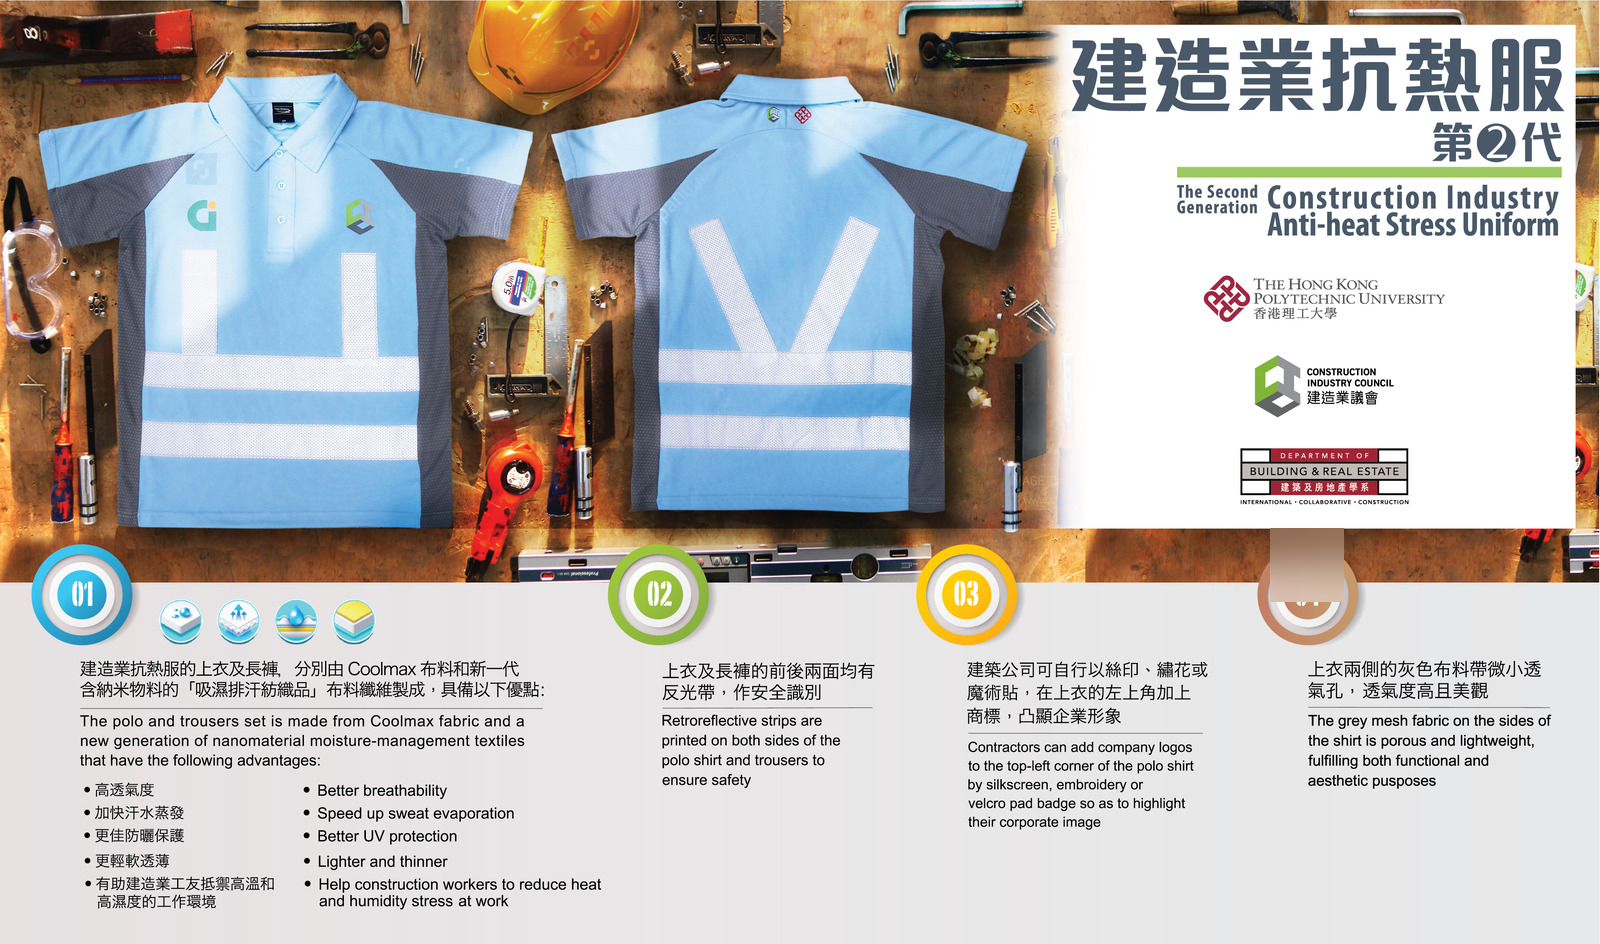 建造業抗熱服
第2代
The Second
Generation
Construction Industry
Anti-heat Stress Uniform
THE HONG KONG
POLYTECHNIC UNIVERSITY
香港理工大學
CONSTRUCTION
INDUSTRY COUNCIL
建造業議會
DEPARTMENT OF
BUILDING & REAL ESTATE
建築及房地產學系
INTERNATIONAL • COLLABORATIVE • CONSTRUCTION
5.0m
Professional
01
建造業抗熱服的上衣及長褲，分別由 Coolmax 布料和新一代
含納米物料的「吸濕排汗紡織品」布料纖維製成，具備以下優點：
The polo and trousers set is made from Coolmax fabric and a
new generation of nanomaterial moisture-management textiles
that have the following advantages:
• 高透氣度
• 加快汗水蒸發
• 更佳防曬保護
• 更輕軟透薄
• 有助建造業工友抵禦高溫和
高濕度的工作環境
• Better breathability
• Speed up sweat evaporation
• Better UV protection
• Lighter and thinner
• Help construction workers to reduce heat
and humidity stress at work
02
上衣及長褲的前後兩面均有
反光帶，作安全識別
Retroreflective strips are
printed on both sides of the
polo shirt and trousers to
ensure safety
03
建築公司可自行以絲印、繡花或
魔術貼，在上衣的左上角加上
商標，凸顯企業形象
Contractors can add company logos
to the top-left corner of the polo shirt
by silkscreen, embroidery or
velcro pad badge so as to highlight
their corporate image
上衣兩側的灰色布料帶微小透
氣孔，透氣度高且美觀
The grey mesh fabric on the sides of
the shirt is porous and lightweight,
fulfilling both functional and
aesthetic pusposes